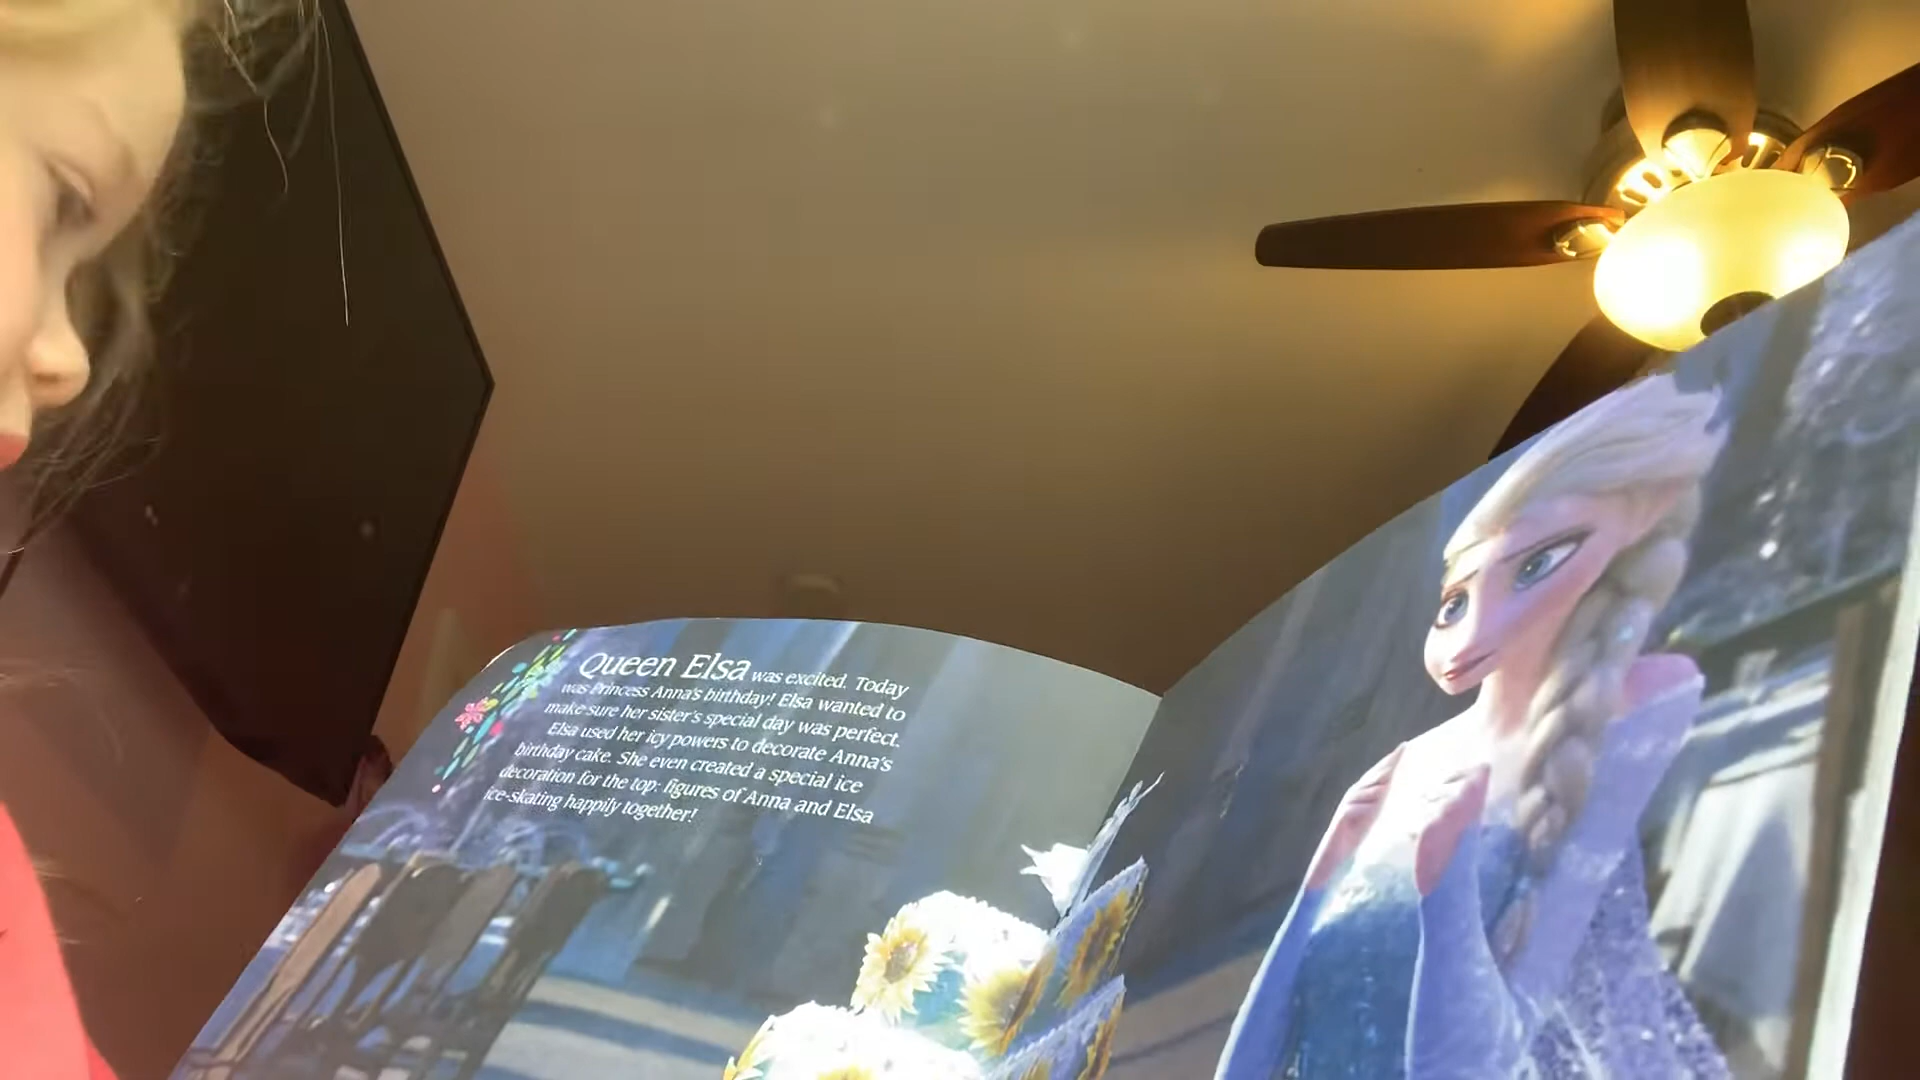 Queen Elsa was excited. Today
was Princess Anna's birthday! Elsa wanted to
make sure her sister's special day was perfect.
Elsa used her icy powers to decorate Anna's
birthday cake. She even created a special ice
decoration for the top: figures of Anna and Elsa
ice-skating happily together!